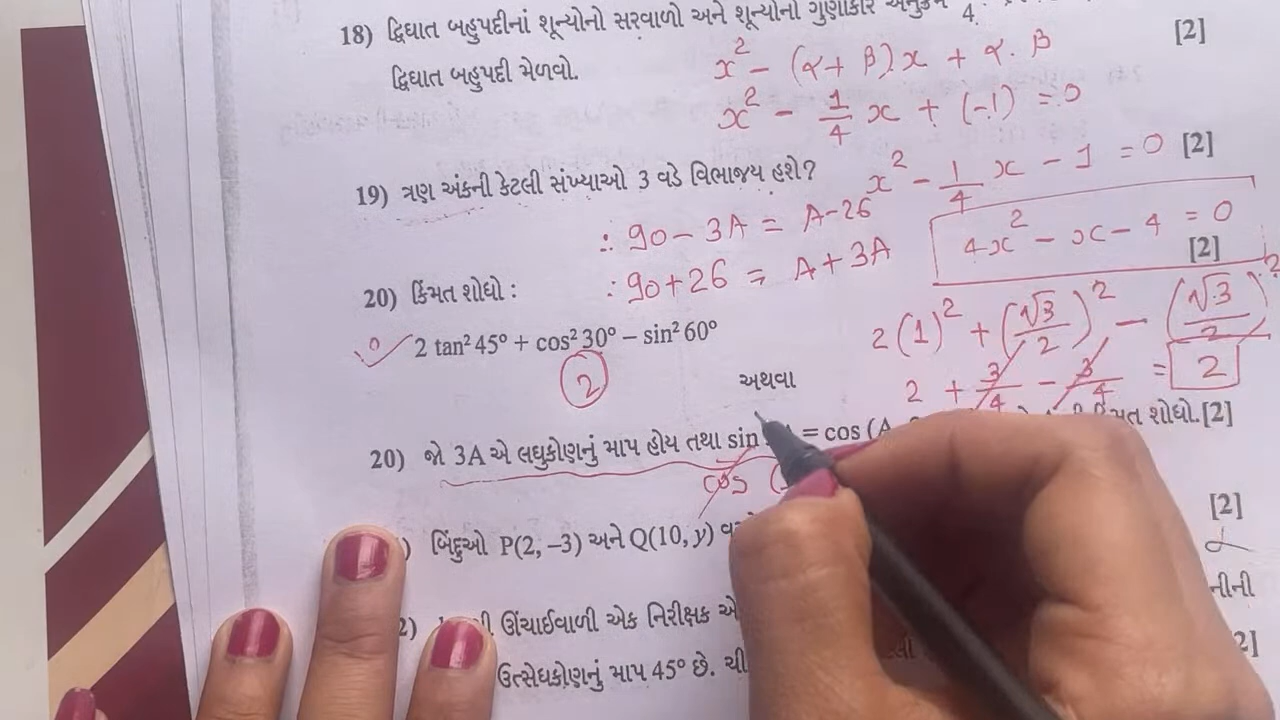 18) દ્વિઘાત બહુપદીનાં શૂન્યોનો સરવાળો અને શૂન્યોનો ગુણાકાર
4
[2]
દ્વિઘાત બહુપદી મેળવો.
x² − (α + β)x + α . β
x² − 1/4 x + (−1) = 0
19) ત્રણ અંકની કેટલી સંખ્યાઓ 3 વડે વિભાજ્ય હશે?
x² − 1/4 x − 1 = 0 [2]
∴ 90 − 3A = A − 26
4x² − x − 4 = 0
[2]
20) કિંમત શોધો :
∴ 90 + 26 = A + 3A
2 tan² 45° + cos² 30° − sin² 60°
2 (1)² + (√3/2)² − (√3/2)²
2
2 + 3/4 − 3/4 = 2
અથવા
20) જો 3A એ લઘુકોણનું માપ હોય તથા sin = cos (A કિંમત શોધો. [2]
cos (
બિંદુઓ P(2, –3) અને Q(10, y)
[2]
ઊંચાઈવાળી એક નિરીક્ષક
ઉત્સેધકોણનું માપ 45° છે.